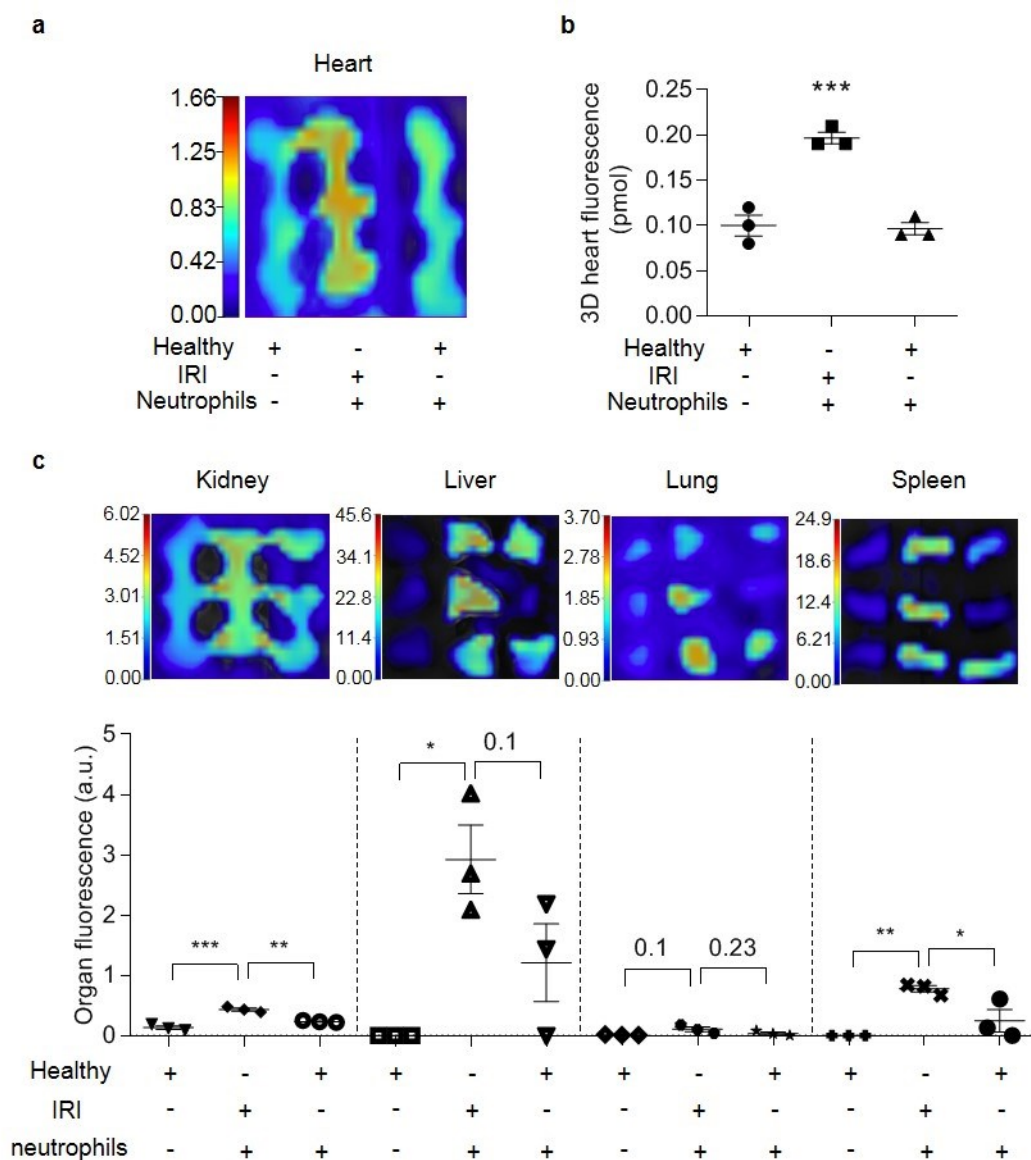 a
Heart
1.66
1.25
0.83
0.42
0.00
Healthy + - +
IRI - + -
Neutrophils - + +
b
***
3D heart fluorescence
(pmol)
0.25
0.20
0.15
0.10
0.05
0.00
Healthy + - +
IRI - + -
Neutrophils - + +
c
Kidney Liver Lung Spleen
6.02
4.52
3.01
1.51
0.00
45.6
34.1
22.8
11.4
0.00
3.70
2.78
1.85
0.93
0.00
24.9
18.6
12.4
6.21
0.00
Organ fluorescence (a.u.)
5
4
3
2
1
0
*** ** * 0.1 0.1 0.23 ** *
Healthy + - + + - + + - + + - +
IRI - + - - + - - + - - + -
neutrophils - + + - + + - + + - + +